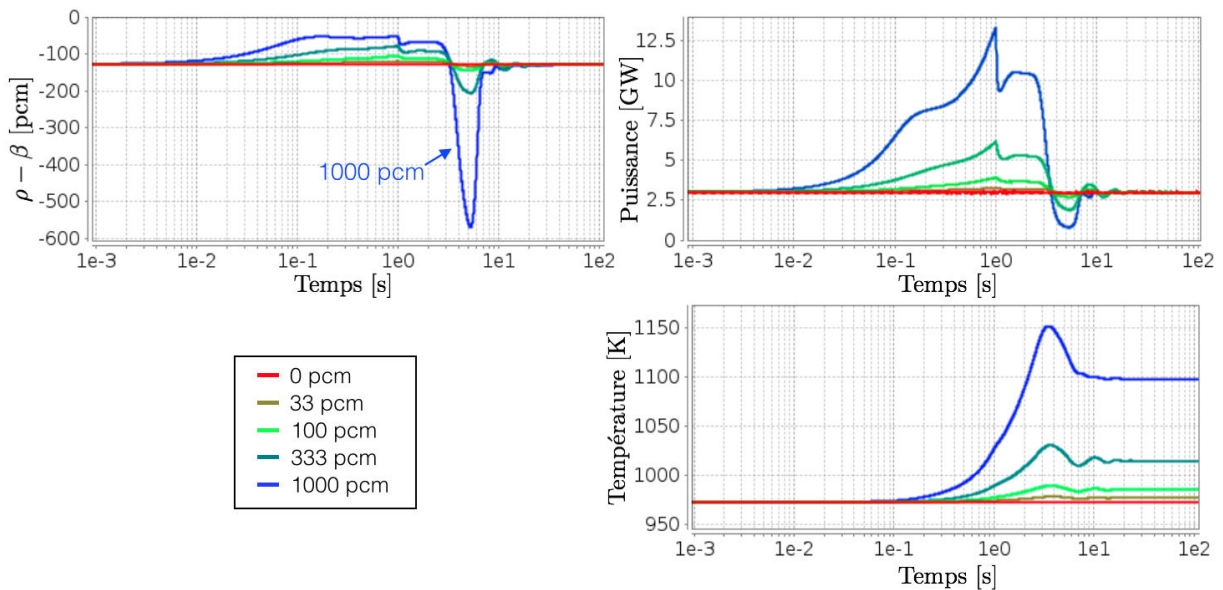 0
-100
-200
-300
-400
-500
-600
ρ − β [pcm]
1000 pcm
1e-3 1e-2 1e-1 1e0 1e1 1e2
Temps [s]
12.5
10
7.5
5
2.5
0
Puissance [GW]
1e-3 1e-2 1e-1 1e0 1e1 1e2
Temps [s]
0 pcm
33 pcm
100 pcm
333 pcm
1000 pcm
1150
1100
1050
1000
950
Température [K]
1e-3 1e-2 1e-1 1e0 1e1 1e2
Temps [s]